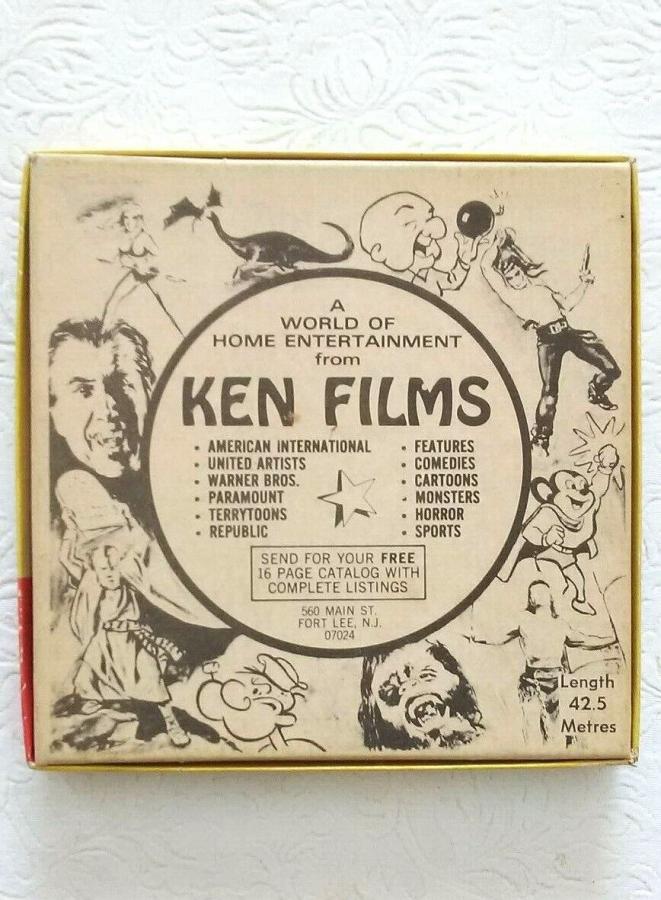 A
WORLD OF
HOME ENTERTAINMENT
from
KEN FILMS
• AMERICAN INTERNATIONAL
• UNITED ARTISTS
• WARNER BROS.
• PARAMOUNT
• TERRYTOONS
• REPUBLIC
• FEATURES
• COMEDIES
• CARTOONS
• MONSTERS
• HORROR
• SPORTS
SEND FOR YOUR FREE
16 PAGE CATALOG WITH
COMPLETE LISTINGS
560 MAIN ST.
FORT LEE, N.J.
07024
Length
42.5
Metres